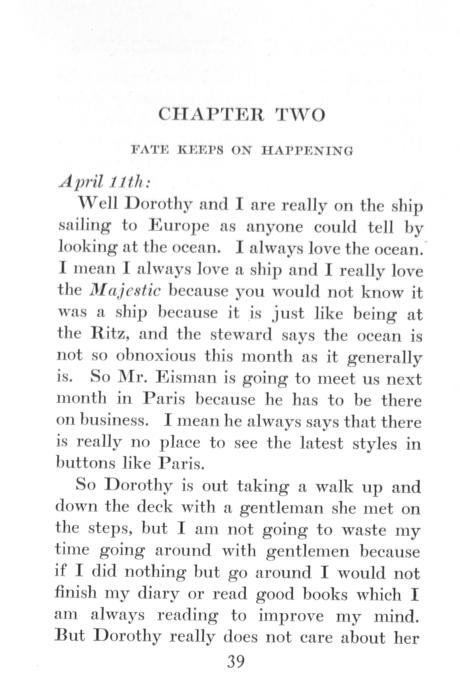 CHAPTER TWO
FATE KEEPS ON HAPPENING
April 11th:
Well Dorothy and I are really on the ship
sailing to Europe as anyone could tell by
looking at the ocean. I always love the ocean.
I mean I always love a ship and I really love
the Majestic because you would not know it
was a ship because it is just like being at
the Ritz, and the steward says the ocean is
not so obnoxious this month as it generally
is. So Mr. Eisman is going to meet us next
month in Paris because he has to be there
on business. I mean he always says that there
is really no place to see the latest styles in
buttons like Paris.
So Dorothy is out taking a walk up and
down the deck with a gentleman she met on
the steps, but I am not going to waste my
time going around with gentlemen because
if I did nothing but go around I would not
finish my diary or read good books which I
am always reading to improve my mind.
But Dorothy really does not care about her
39